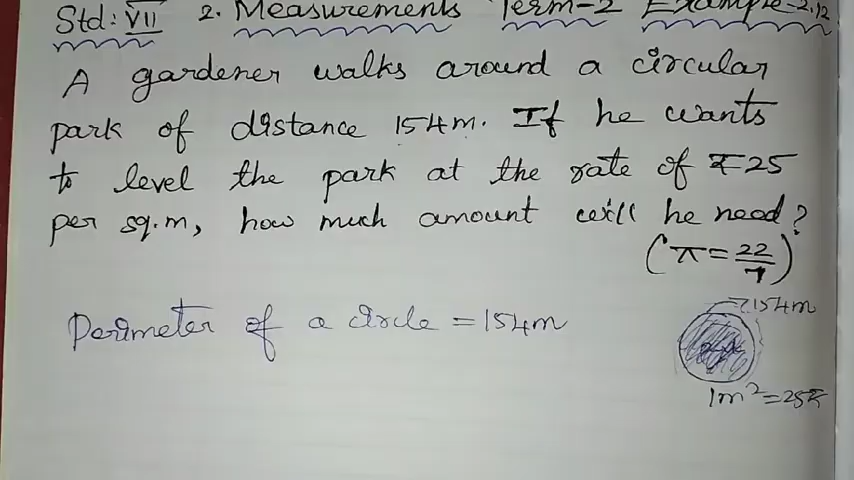 Std: VII 2. Measurements Term-2 Example-2.12
A gardener walks around a circular
park of distance 154m. If he wants
to level the park at the rate of ₹25
per sq.m, how much amount will he need?
(π=22/7)
Perimeter of a circle = 154m
154m
1m²=25₹